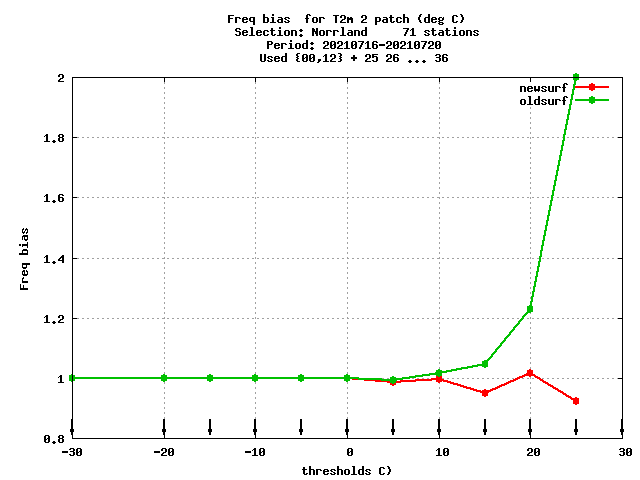 Freq bias  for T2m 2 patch (deg C)
Selection: Norrland     71 stations
Period: 20210716-20210720
Used {00,12} + 25 26 ... 36
newsurf
oldsurf
2
1.8
1.6
1.4
1.2
1
0.8
Freq bias
-30 -20 -10 0 10 20 30
thresholds C)